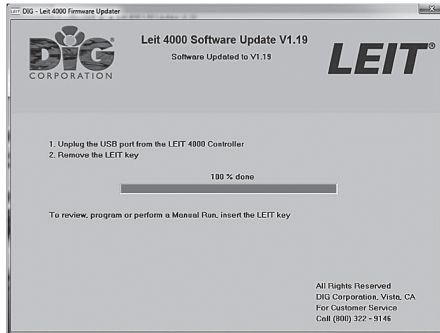 LEIT DIG - Leit 4000 Firmware Updater
DIG®
CORPORATION
Leit 4000 Software Update V1.19
Software Updated to V1.19
LEIT®
1. Unplug the USB port from the LEIT 4000 Controller
2. Remove the LEIT key
100 % done
To review, program or perform a Manual Run, insert the LEIT key
All Rights Reserved
DIG Corporation, Vista, CA
For Customer Service
Call (800) 322 - 9146